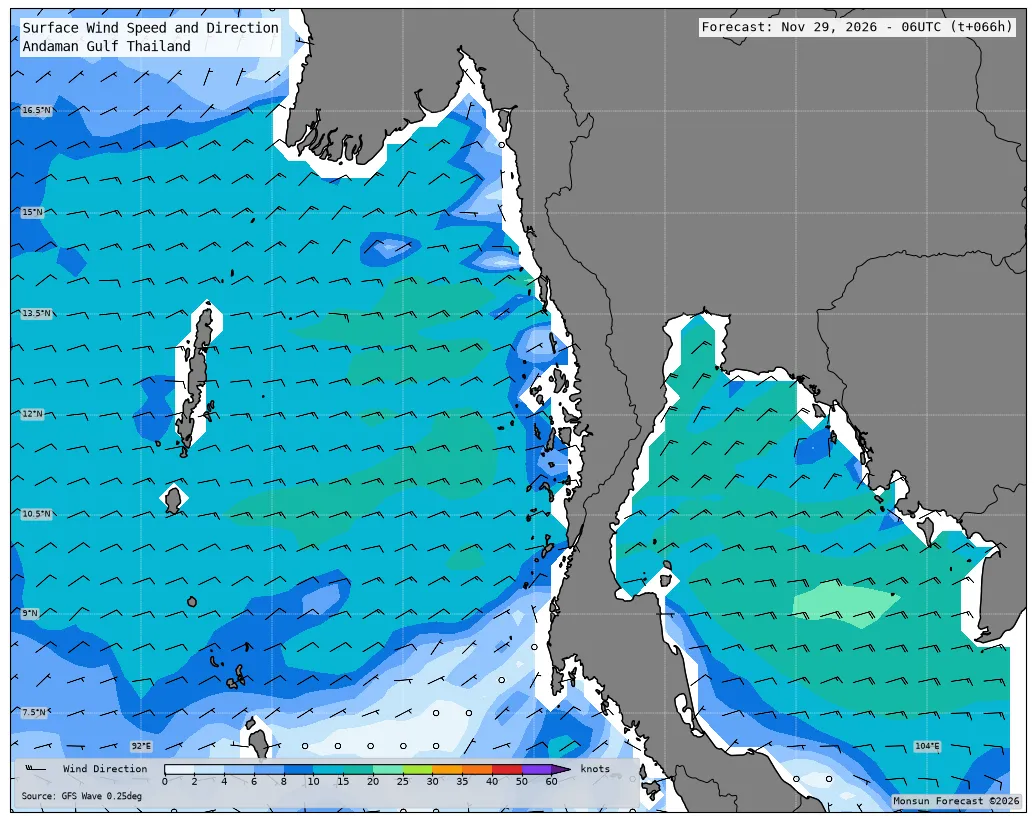 Surface Wind Speed and Direction
Andaman Gulf Thailand
Forecast: Nov 29, 2026 - 06UTC (t+066h)
16.5°N
15°N
13.5°N
12°N
10.5°N
9°N
7.5°N
92°E
104°E
Wind Direction
0 2 4 6 8 10 15 20 25 30 35 40 50 60 knots
Source: GFS Wave 0.25deg
Monsun Forecast ©2026